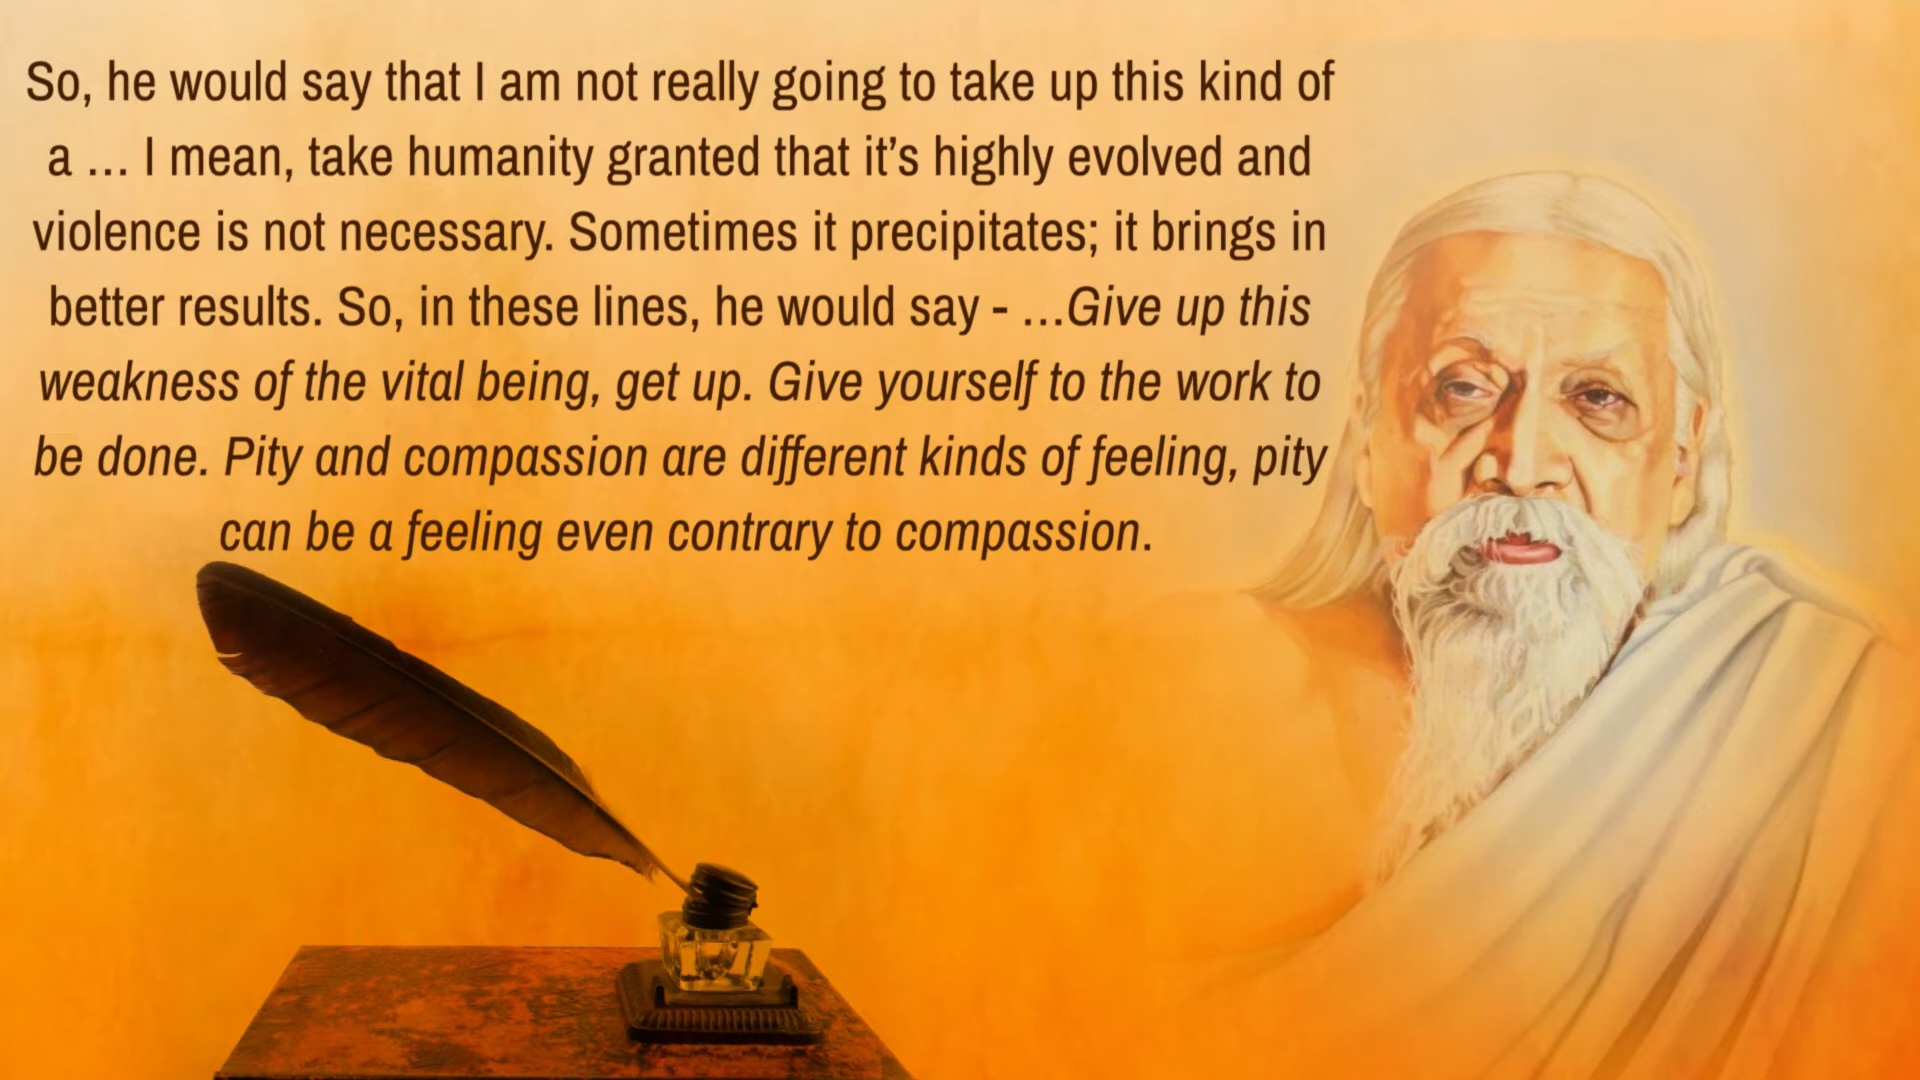 So, he would say that I am not really going to take up this kind of
a … I mean, take humanity granted that it’s highly evolved and
violence is not necessary. Sometimes it precipitates; it brings in
better results. So, in these lines, he would say - …Give up this
weakness of the vital being, get up. Give yourself to the work to
be done. Pity and compassion are different kinds of feeling, pity
can be a feeling even contrary to compassion.